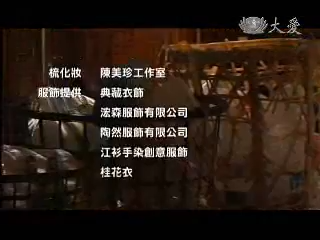 大愛
梳化妝 陳美珍工作室
服飾提供 典藏衣飾
浤森服飾有限公司
陶然服飾有限公司
江衫手染創意服飾
桂花衣